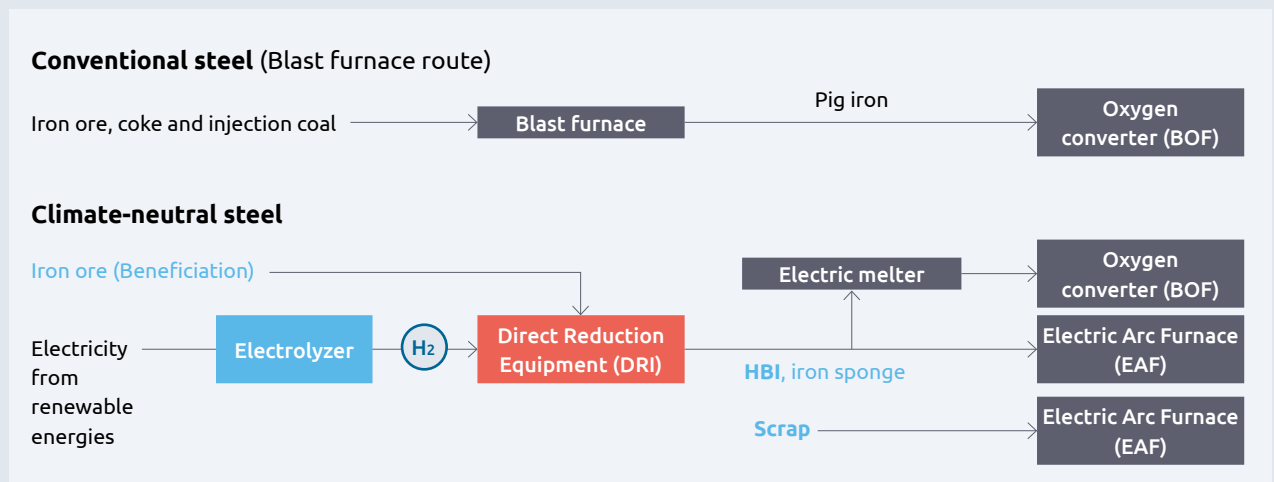 Conventional steel (Blast furnace route)
Iron ore, coke and injection coal
Blast furnace
Pig iron
Oxygen
converter (BOF)
Climate-neutral steel
Iron ore (Beneficiation)
Electric melter
Oxygen
converter (BOF)
Electricity
from
renewable
energies
Electrolyzer
H2
Direct Reduction
Equipment (DRI)
HBI, iron sponge
Electric Arc Furnace
(EAF)
Scrap
Electric Arc Furnace
(EAF)